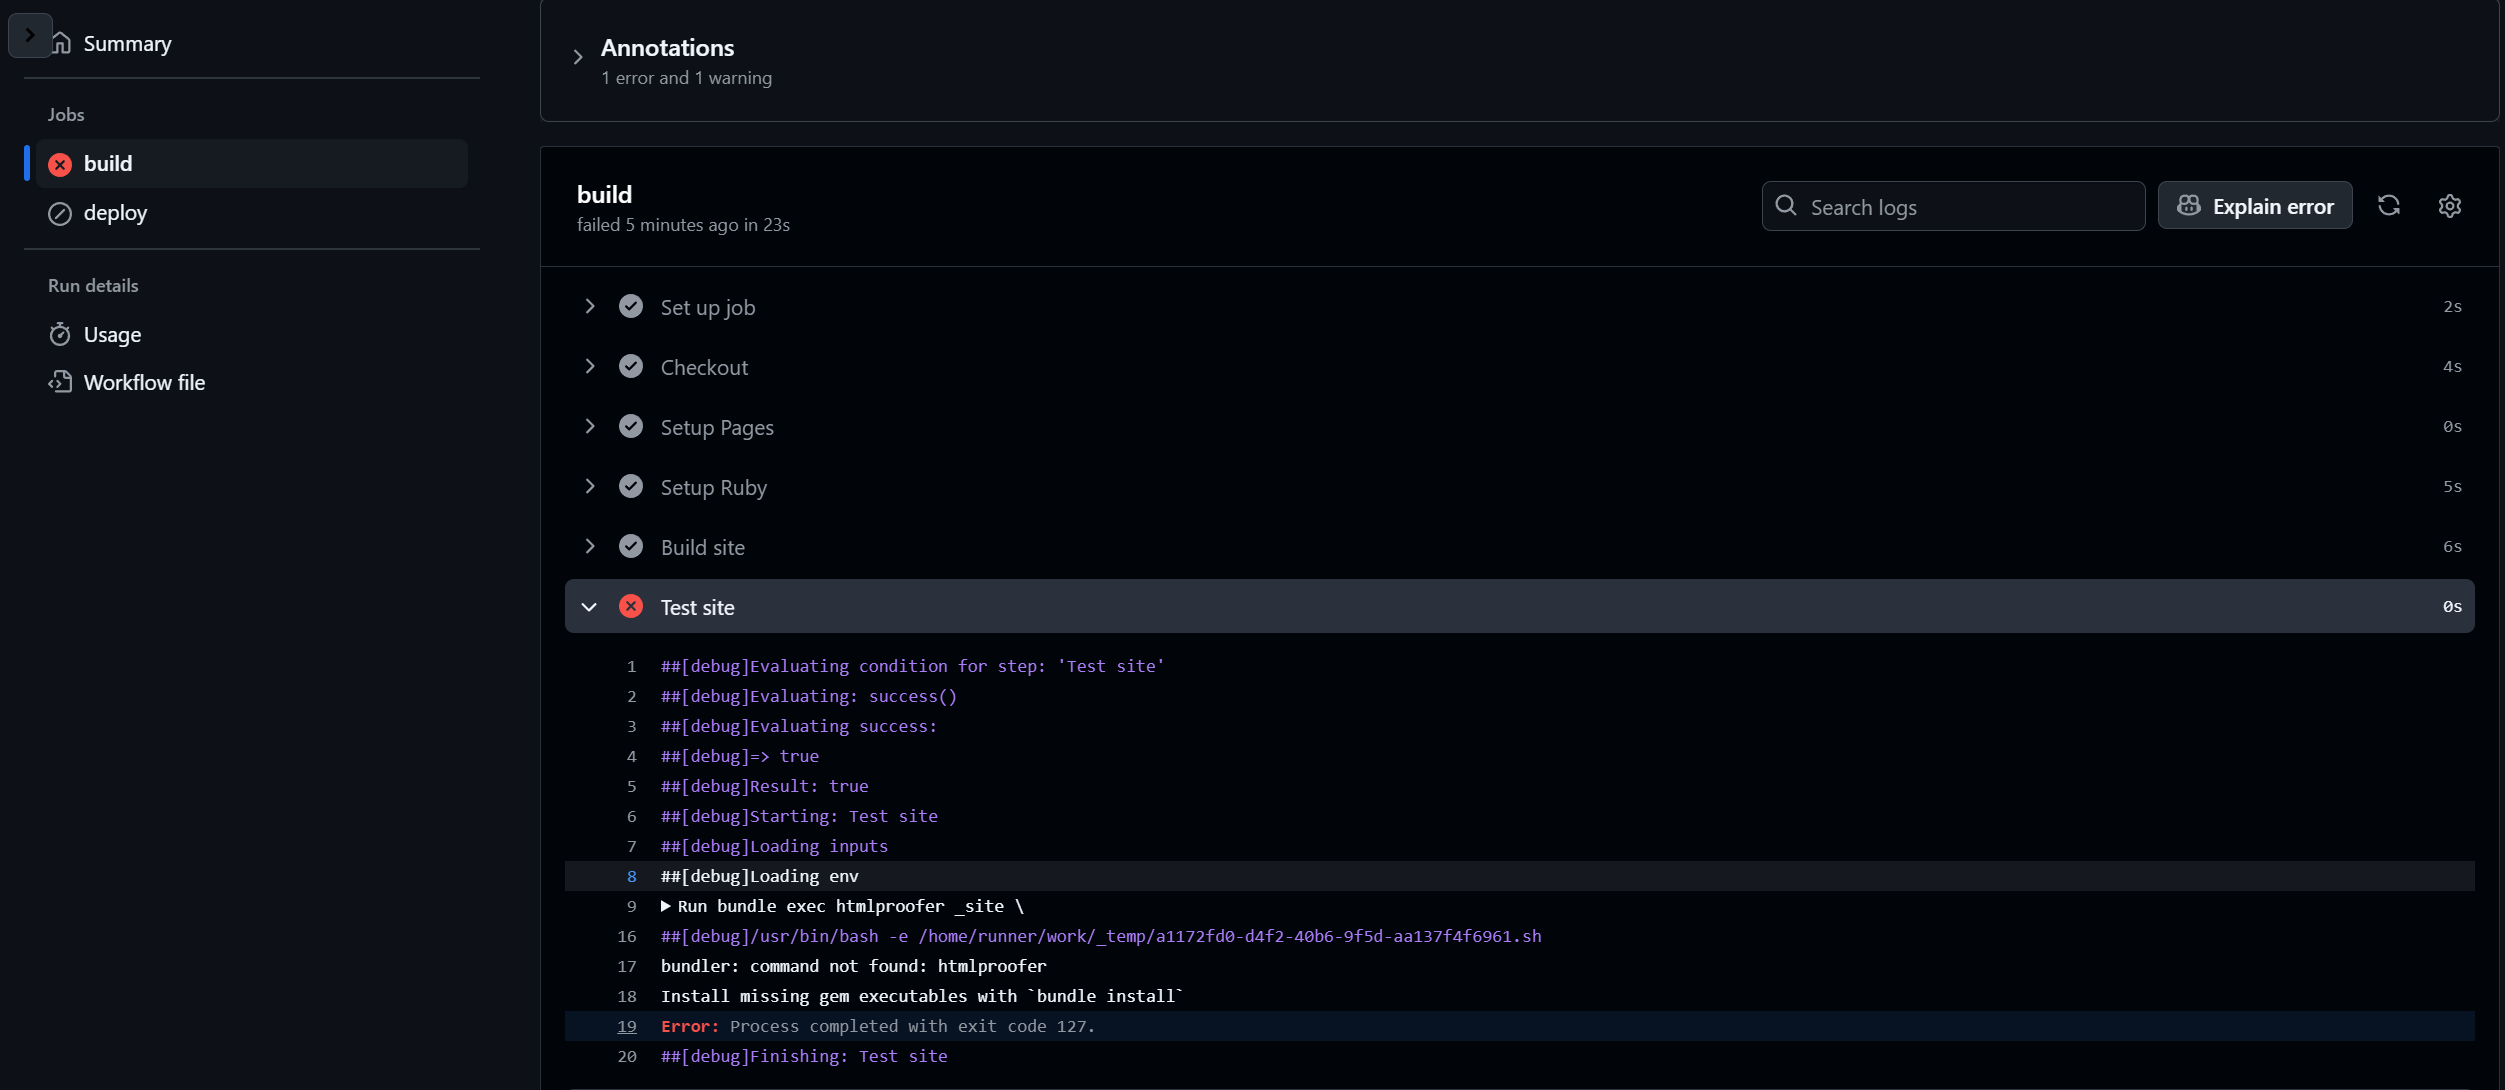 Summary
Jobs
build
deploy
Run details
Usage
Workflow file
Annotations
1 error and 1 warning
build
failed 5 minutes ago in 23s
Search logs
Explain error
Set up job 2s
Checkout 4s
Setup Pages 0s
Setup Ruby 5s
Build site 6s
Test site 0s
1 ##[debug]Evaluating condition for step: 'Test site'
2 ##[debug]Evaluating: success()
3 ##[debug]Evaluating success:
4 ##[debug]=> true
5 ##[debug]Result: true
6 ##[debug]Starting: Test site
7 ##[debug]Loading inputs
8 ##[debug]Loading env
9 Run bundle exec htmlproofer _site \
16 ##[debug]/usr/bin/bash -e /home/runner/work/_temp/a1172fd0-d4f2-40b6-9f5d-aa137f4f6961.sh
17 bundler: command not found: htmlproofer
18 Install missing gem executables with `bundle install`
19 Error: Process completed with exit code 127.
20 ##[debug]Finishing: Test site